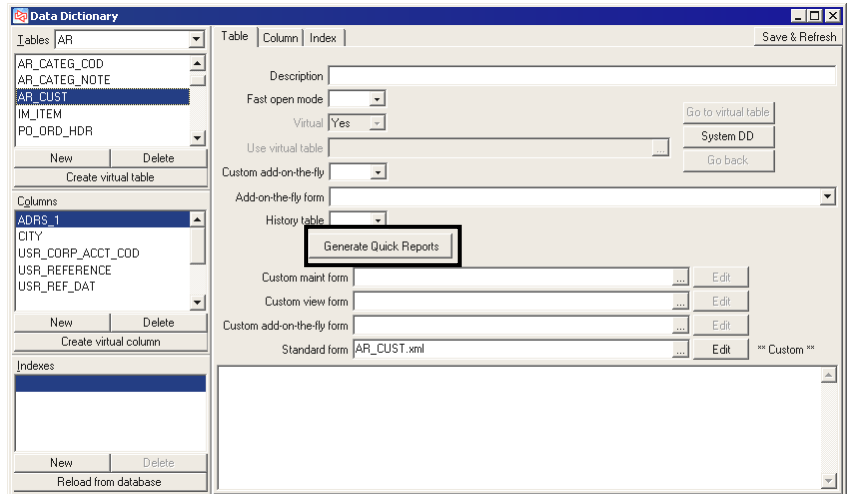 Data Dictionary
Tables AR
AR_CATEG_COD
AR_CATEG_NOTE
AR_CUST
IM_ITEM
PO_ORD_HDR
New Delete
Create virtual table
Columns
ADRS_1
CITY
USR_CORP_ACCT_COD
USR_REFERENCE
USR_REF_DAT
New Delete
Create virtual column
Indexes
New Delete
Reload from database
Table Column Index Save & Refresh
Description
Fast open mode
Virtual Yes
Go to virtual table
System DD
Use virtual table ...
Go back
Custom add-on-the-fly
Add-on-the-fly form
History table
Generate Quick Reports
Custom maint form ... Edit
Custom view form ... Edit
Custom add-on-the-fly form ... Edit
Standard form AR_CUST.xml ... Edit ** Custom **